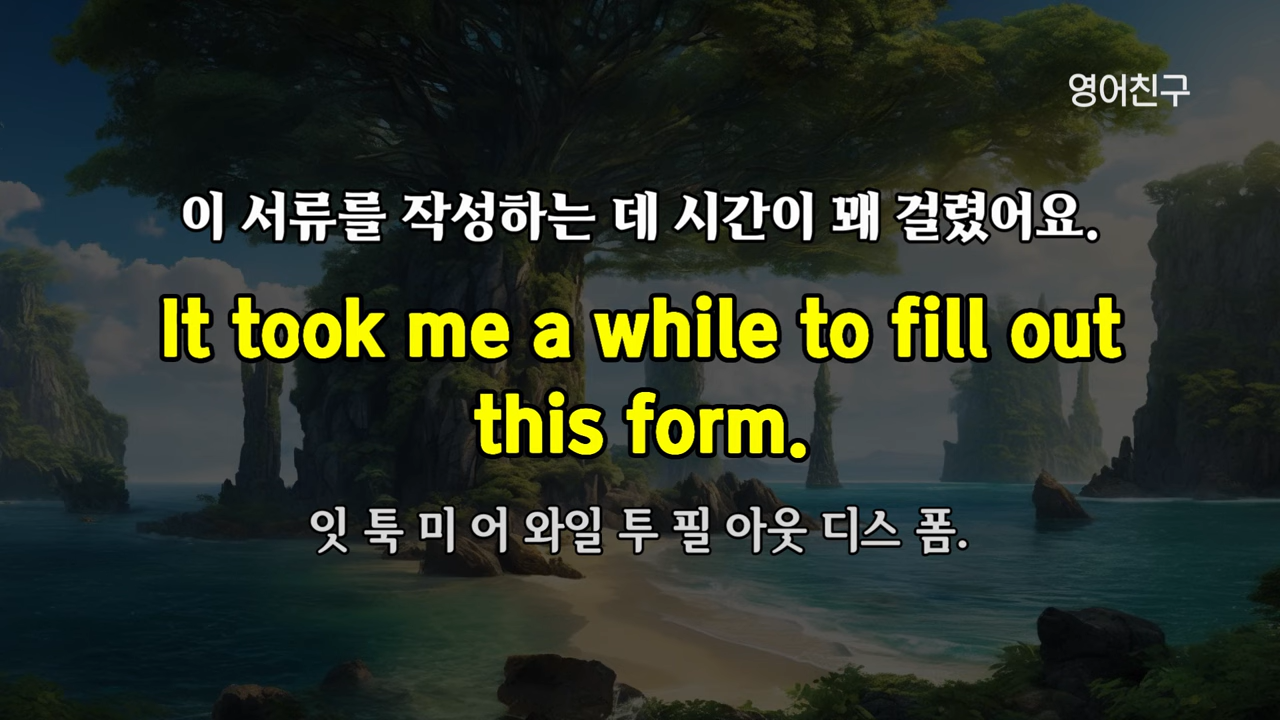 영어친구
이 서류를 작성하는 데 시간이 꽤 걸렸어요.
It took me a while to fill out
this form.
잇 툭 미 어 와일 투 필 아웃 디스 폼.